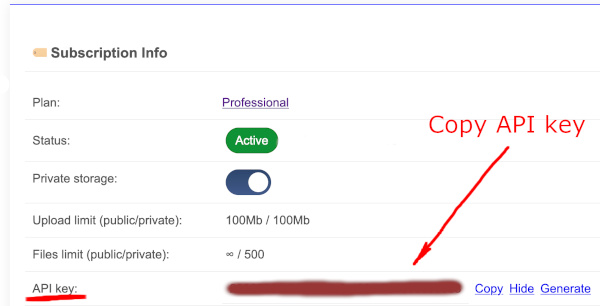 Subscription Info
Plan: Professional
Copy API key
Status: Active
Private storage:
Upload limit (public/private): 100Mb / 100Mb
Files limit (public/private): ∞ / 500
API key: Copy Hide Generate